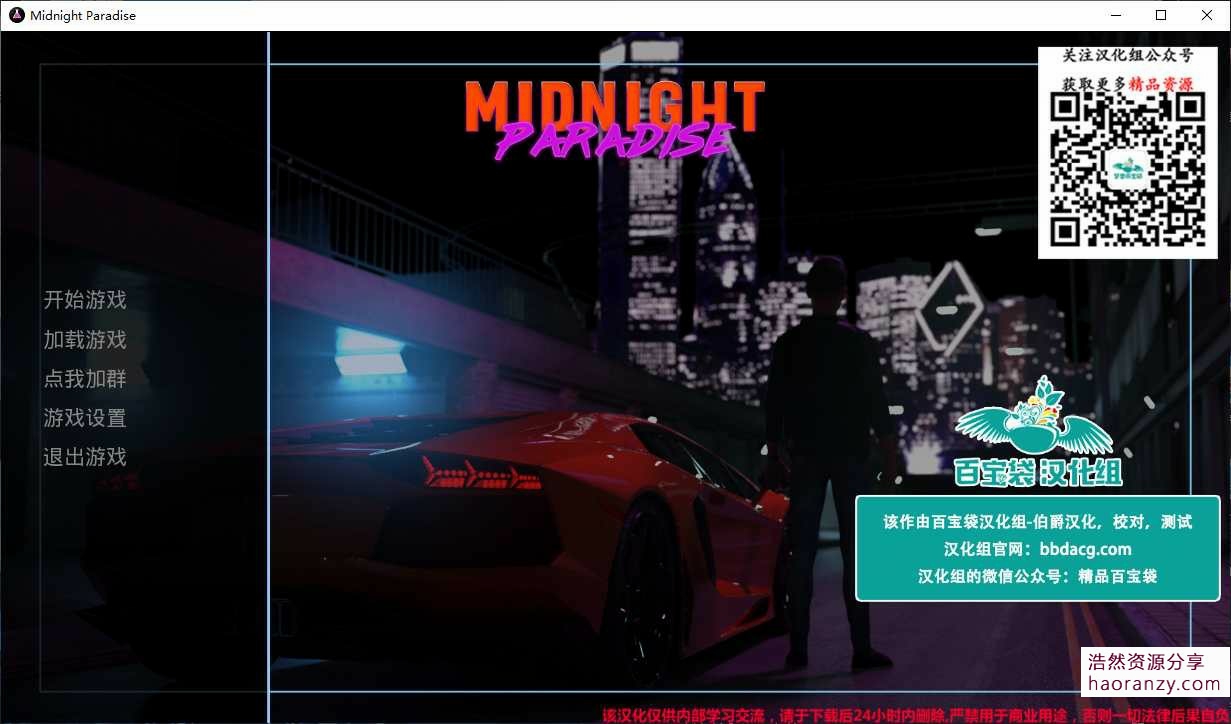 Midnight Paradise
关注汉化组公众号
获取更多精品资源
MIDNIGHT
PARADISE
开始游戏
加载游戏
点我加群
游戏设置
退出游戏
百宝袋汉化组
该作由百宝袋汉化组-伯爵汉化，校对，测试
汉化组官网：bbdacg.com
汉化组的微信公众号：精品百宝袋
浩然资源分享
haoranzy.com
该汉化仅供内部学习交流，请于下载后24小时内删除,严禁用于商业用途，否则一切法律后果自负